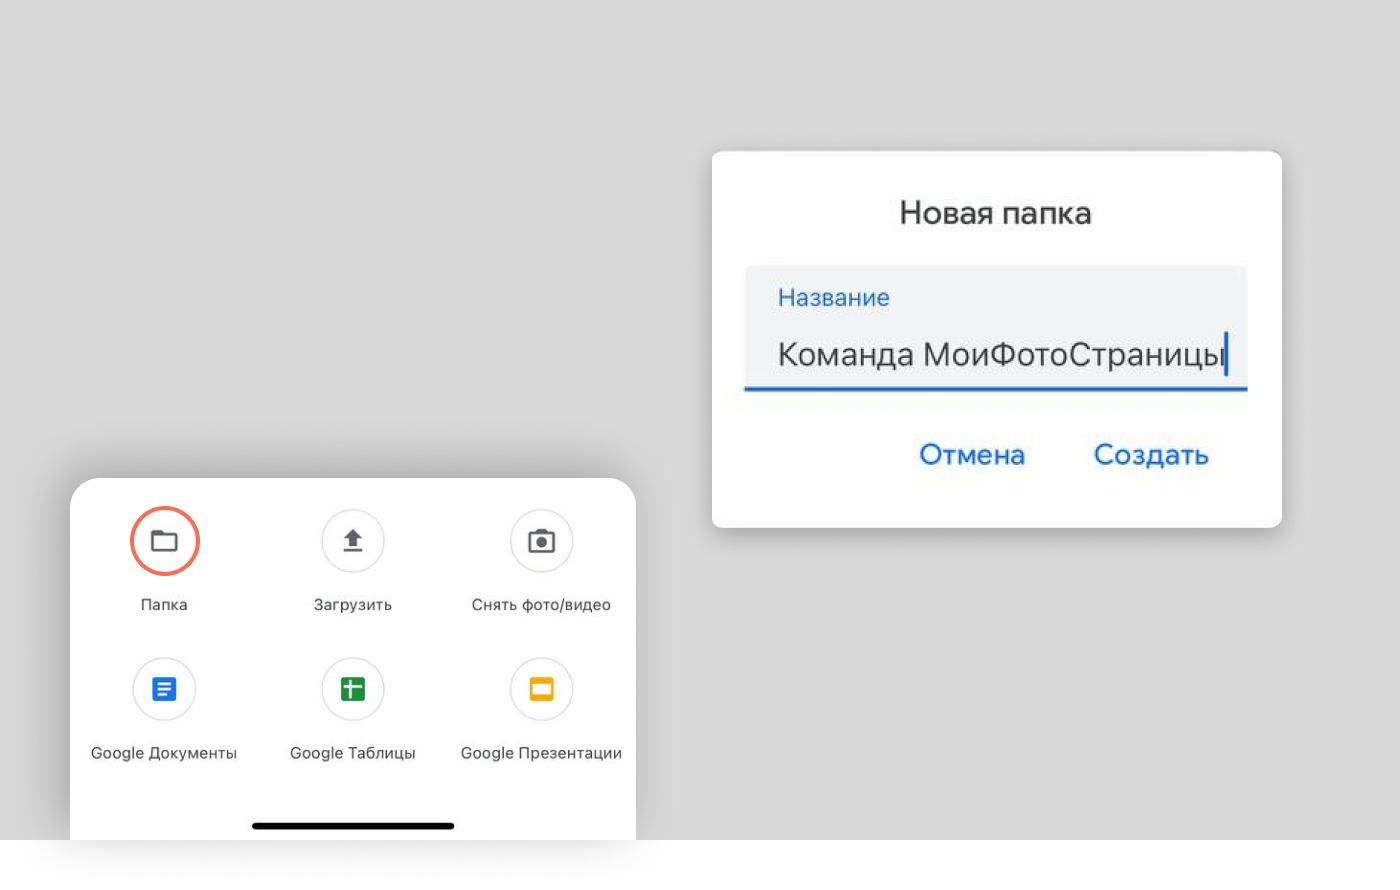 Новая папка
Название
Команда МоиФотоСтраницы
Отмена Создать
Папка Загрузить Снять фото/видео
Google Документы Google Таблицы Google Презентации